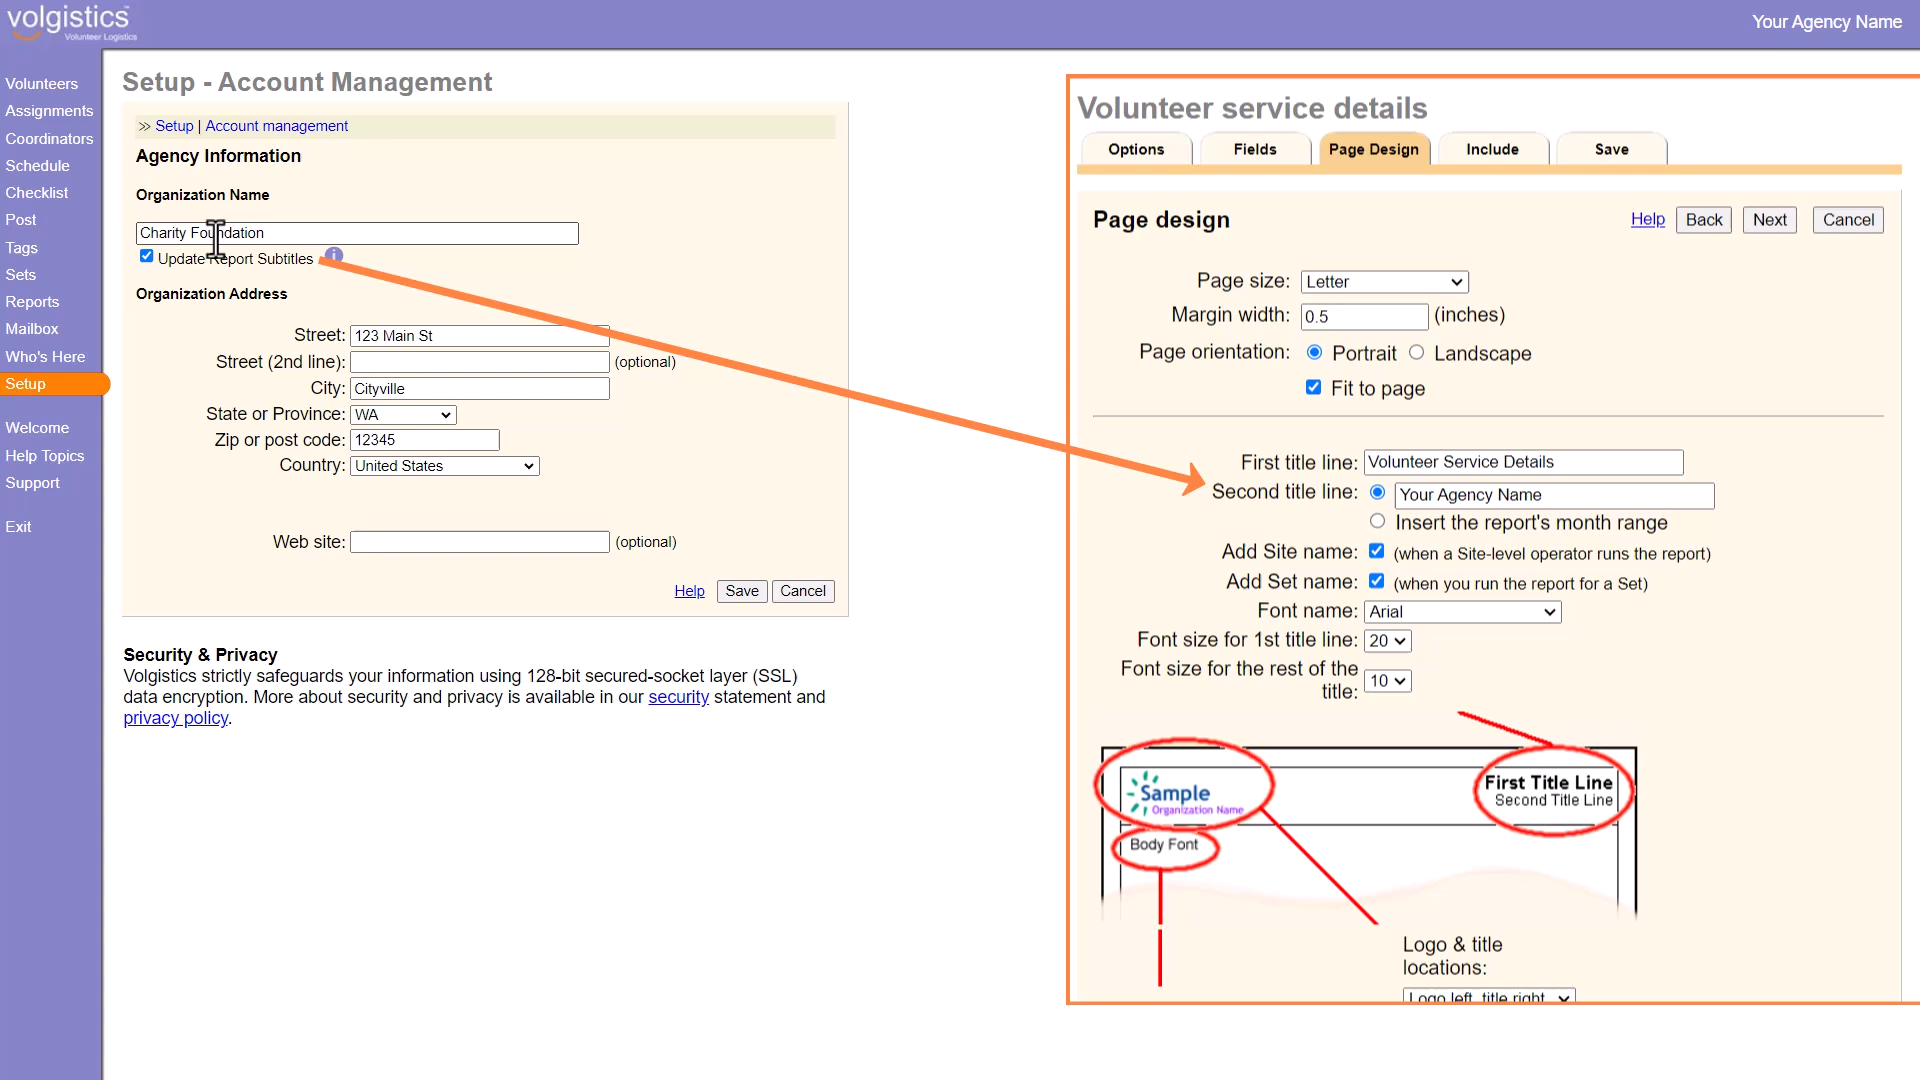 volgistics
Volunteer Logistics
Your Agency Name
Volunteers
Assignments
Coordinators
Schedule
Checklist
Post
Tags
Sets
Reports
Mailbox
Who's Here
Setup
Welcome
Help Topics
Support
Exit
Setup - Account Management
>> Setup | Account management
Agency Information
Organization Name
Charity Foundation
Update Report Subtitles i
Organization Address
Street: 123 Main St
Street (2nd line): (optional)
City: Cityville
State or Province: WA
Zip or post code: 12345
Country: United States
Web site: (optional)
Help Save Cancel
Security & Privacy
Volgistics strictly safeguards your information using 128-bit secured-socket layer (SSL)
data encryption. More about security and privacy is available in our security statement and
privacy policy.
Volunteer service details
Options Fields Page Design Include Save
Page design Help Back Next Cancel
Page size: Letter
Margin width: 0.5 (inches)
Page orientation: Portrait Landscape
Fit to page
First title line: Volunteer Service Details
Second title line: Your Agency Name
Insert the report's month range
Add Site name: (when a Site-level operator runs the report)
Add Set name: (when you run the report for a Set)
Font name: Arial
Font size for 1st title line: 20
Font size for the rest of the
title: 10
Sample
Organization Name
First Title Line
Second Title Line
Body Font
Logo & title
locations:
Logo left, title right